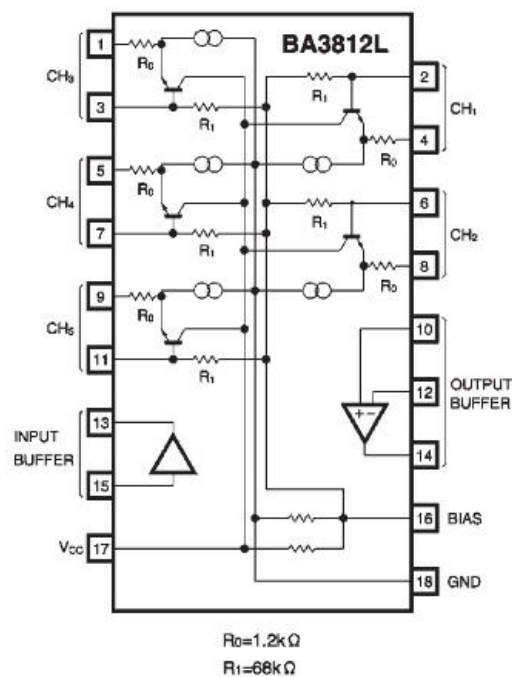 BA3812L
1
R₀
CH₃
3
R₁
2
R₁
CH₁
4
R₀
5
R₀
CH₄
7
R₁
6
R₁
CH₂
8
R₀
9
R₀
CH₅
11
R₁
10
12
+−
OUTPUT
BUFFER
14
13
INPUT
BUFFER
15
16
BIAS
VCC
17
18
GND
R₀=1.2kΩ
R₁=68kΩ